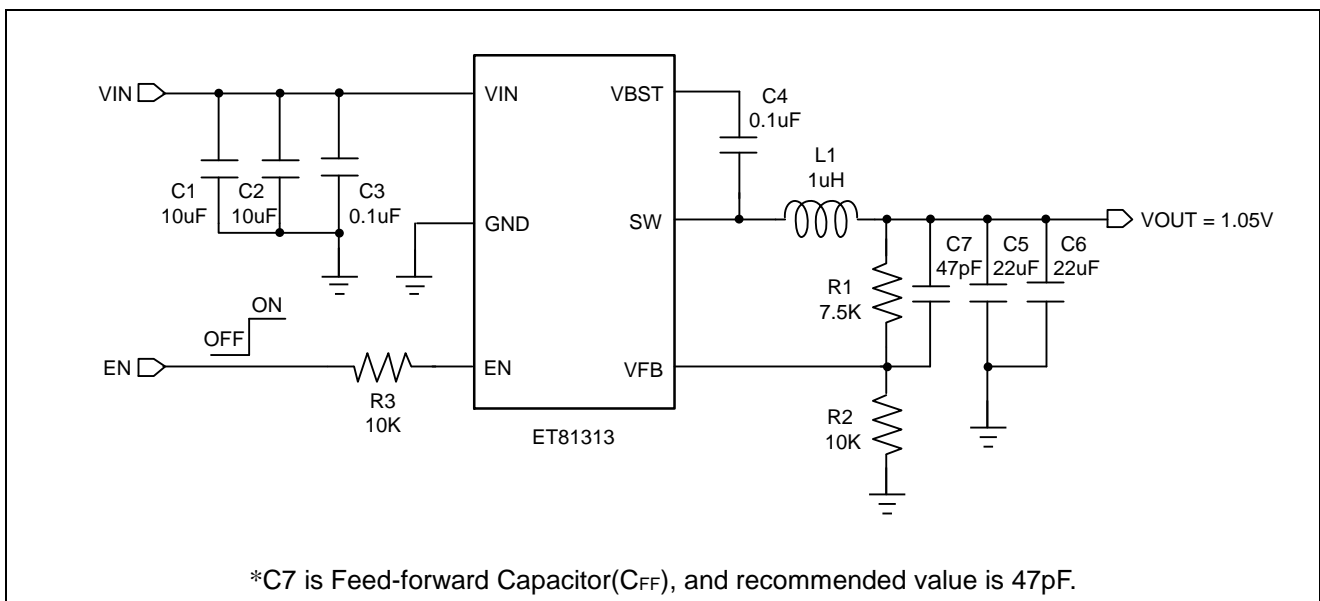 VIN
VIN
VBST
C4
0.1uF
L1
1uH
C1
10uF
C2
10uF
C3
0.1uF
GND
SW
VOUT = 1.05V
C7
47pF
C5
22uF
C6
22uF
R1
7.5K
ON
OFF
EN
EN
VFB
R3
10K
R2
10K
ET81313
*C7 is Feed-forward Capacitor(CFF), and recommended value is 47pF.